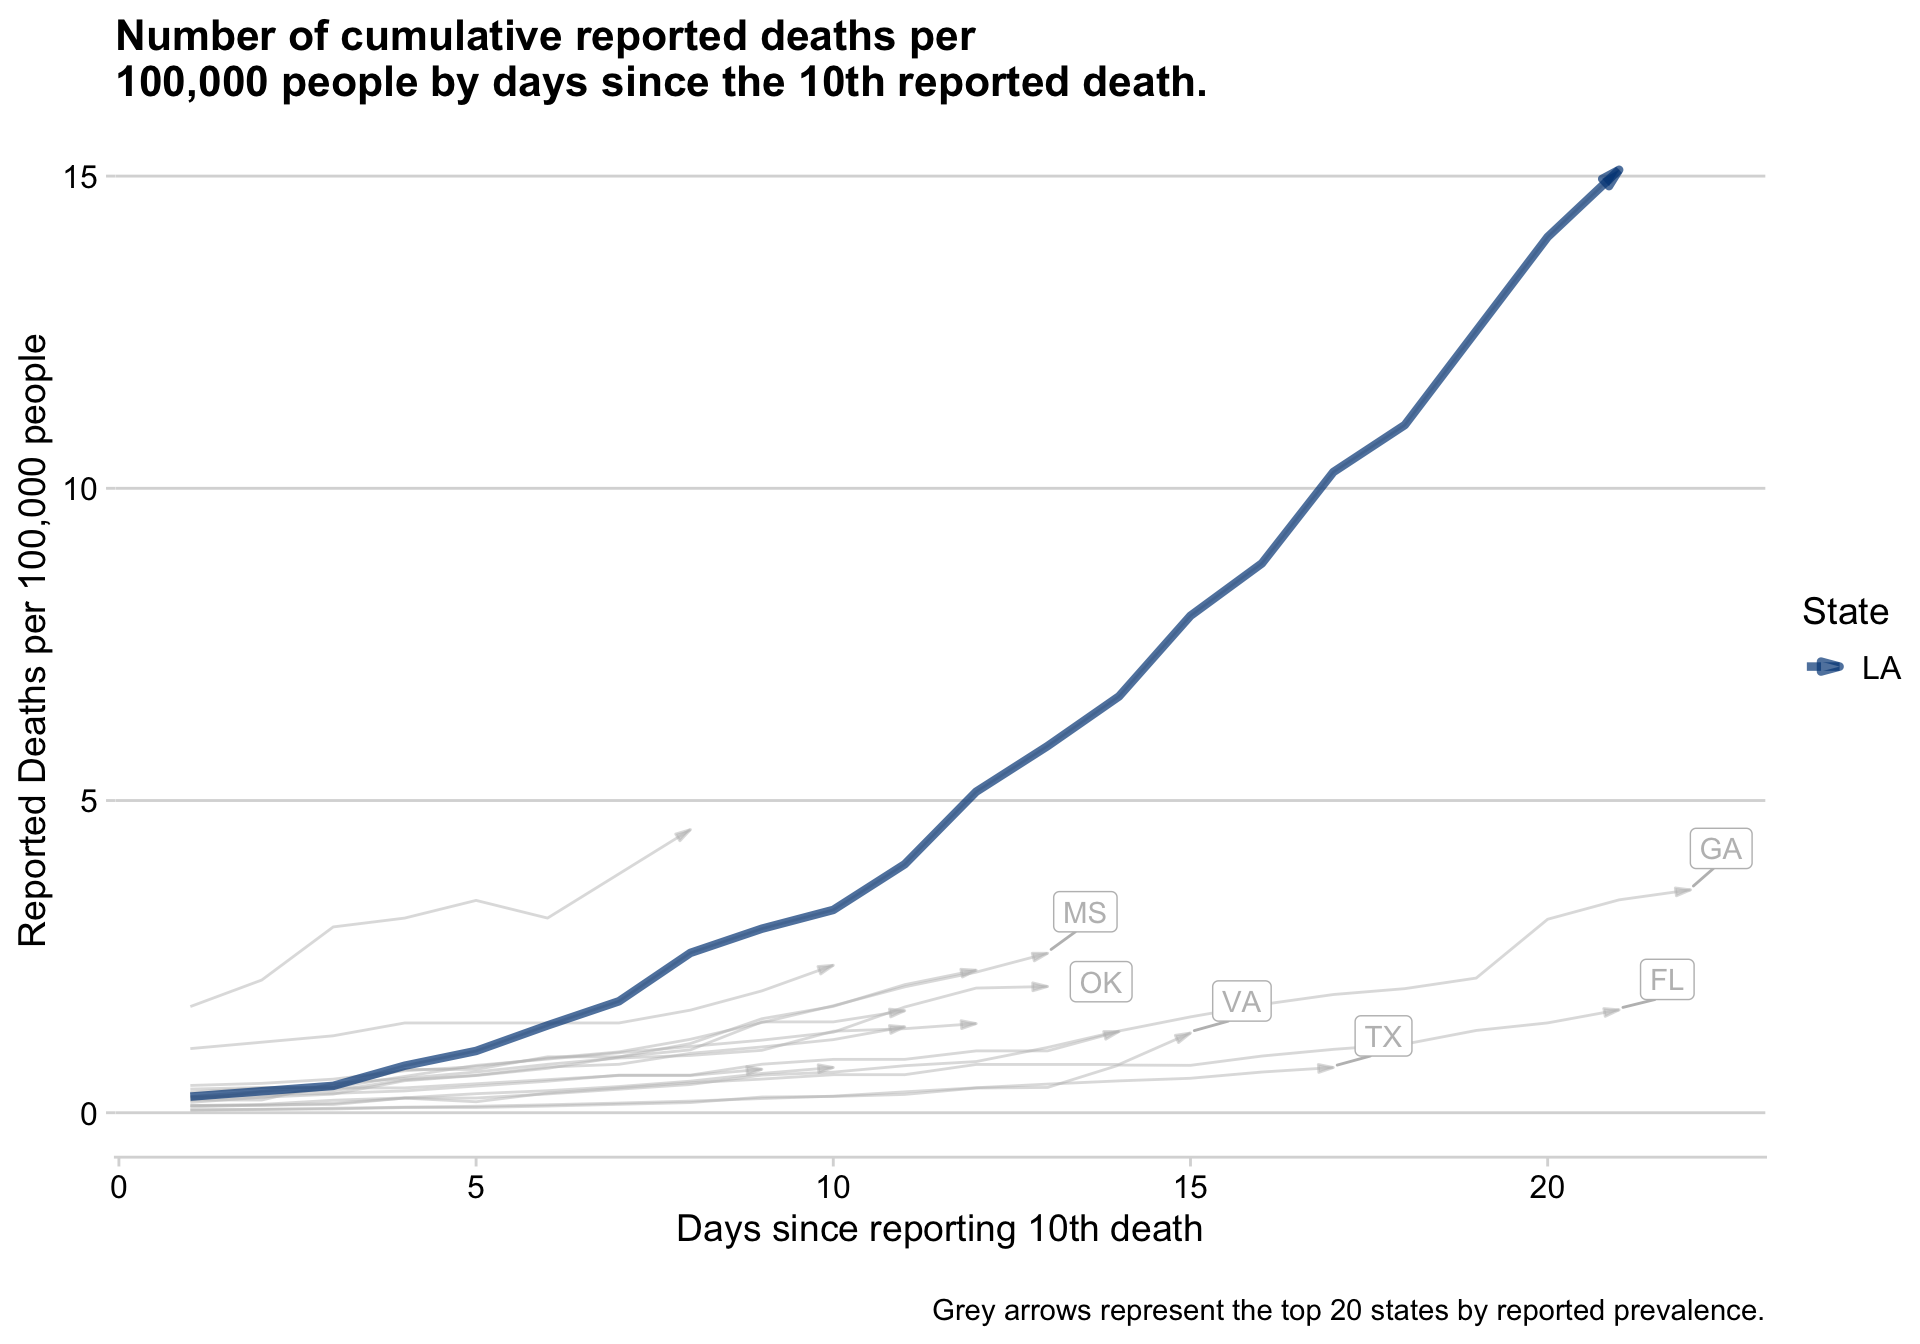 Number of cumulative reported deaths per
100,000 people by days since the 10th reported death.
Reported Deaths per 100,000 people
15
10
5
0
GA
MS
FL
OK
VA
TX
State
LA
0 5 10 15 20
Days since reporting 10th death
Grey arrows represent the top 20 states by reported prevalence.